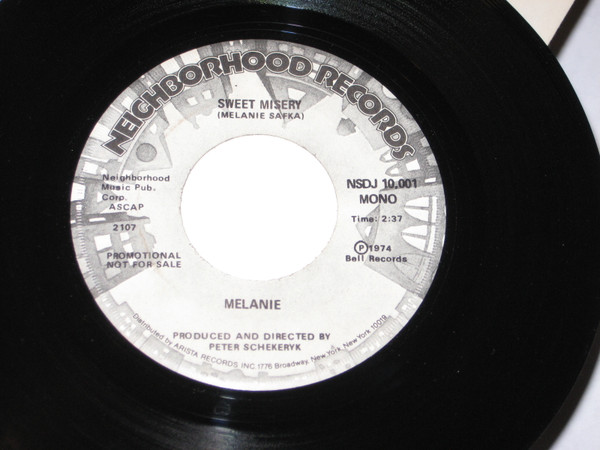 NEIGHBORHOOD RECORDS
SWEET MISERY
(MELANIE SAFKA)
Neighborhood
Music Pub.
Corp.
ASCAP
2107
PROMOTIONAL
NOT FOR SALE
NSDJ 10,001
MONO
Time: 2:37
Ⓟ1974
Bell Records
MELANIE
PRODUCED AND DIRECTED BY
PETER SCHEKERYK
Distributed by ARISTA RECORDS INC. 1776 Broadway, New York, New York 10019